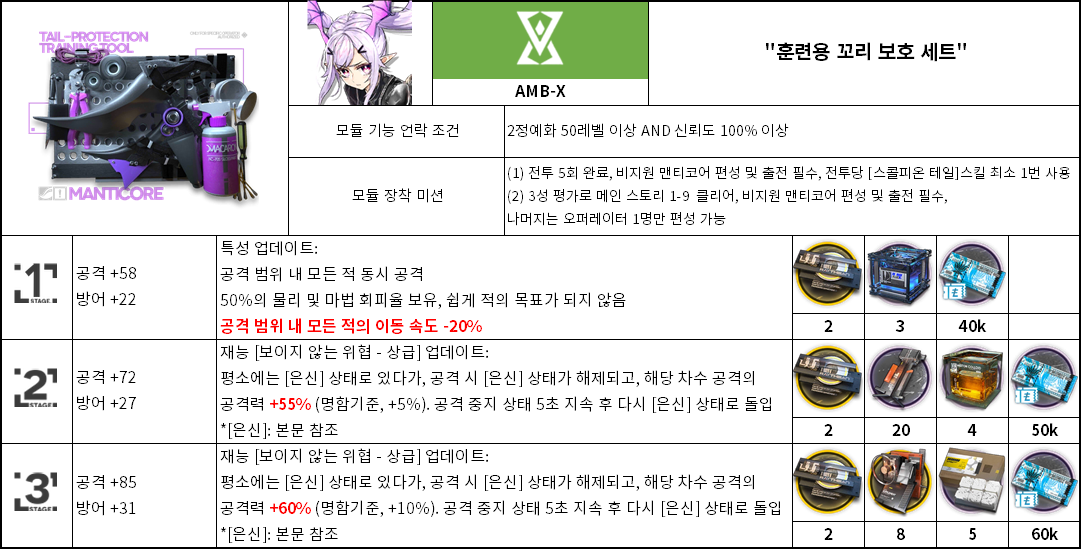 TAIL-PROTECTION
TRAINING TOOL
MACARON
MANTICORE
AMB-X
"훈련용 꼬리 보호 세트"
모듈 기능 언락 조건
2정예화 50레벨 이상 AND 신뢰도 100% 이상
모듈 장착 미션
(1) 전투 5회 완료, 비지원 맨티코어 편성 및 출전 필수, 전투당 [스콜피온 테일]스킬 최소 1번 사용
(2) 3성 평가로 메인 스토리 1-9 클리어, 비지원 맨티코어 편성 및 출전 필수,
나머지는 오퍼레이터 1명만 편성 가능
1
STAGE
공격 +58
방어 +22
특성 업데이트:
공격 범위 내 모든 적 동시 공격
50%의 물리 및 마법 회피율 보유, 쉽게 적의 목표가 되지 않음
공격 범위 내 모든 적의 이동 속도 -20%
2
3
40k
2
STAGE
공격 +72
방어 +27
재능 [보이지 않는 위협 - 상급] 업데이트:
평소에는 [은신] 상태로 있다가, 공격 시 [은신] 상태가 해제되고, 해당 차수 공격의
공격력 +55% (명함기준, +5%). 공격 중지 상태 5초 지속 후 다시 [은신] 상태로 돌입
*[은신]: 본문 참조
2
20
4
50k
3
STAGE
공격 +85
방어 +31
재능 [보이지 않는 위협 - 상급] 업데이트:
평소에는 [은신] 상태로 있다가, 공격 시 [은신] 상태가 해제되고, 해당 차수 공격의
공격력 +60% (명함기준, +10%). 공격 중지 상태 5초 지속 후 다시 [은신] 상태로 돌입
*[은신]: 본문 참조
2
8
5
60k